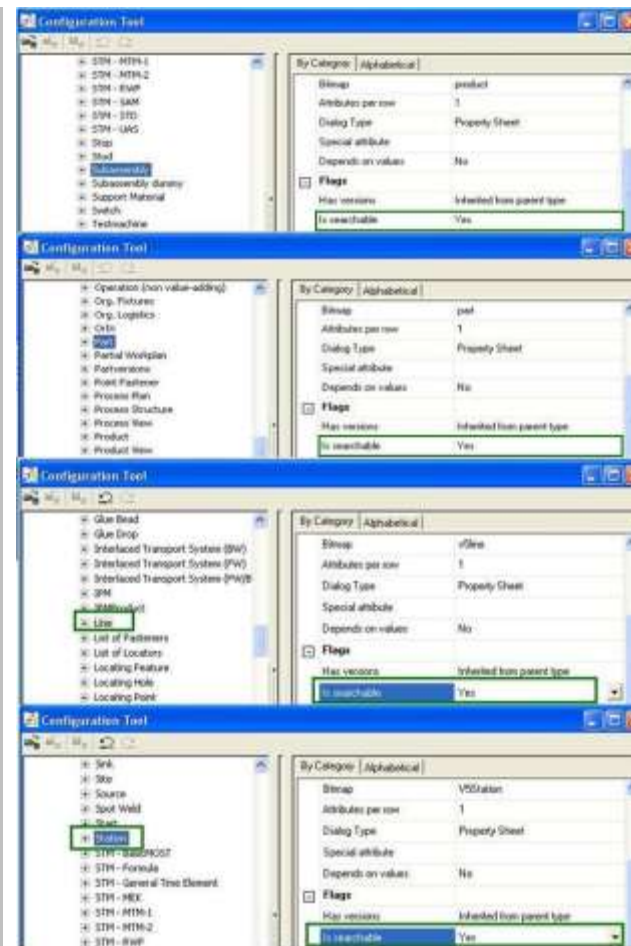 Configuration Tool
STM - MTM-1
STM - MTM-2
STM - RWF
STM - SAM
STM - STD
STM - UAS
Stop
Stud
Subassembly
Subassembly dummy
Support Material
Switch
Testmachine
By Category Alphabetical
Bitmap product
Attributes per row 1
Dialog Type Property Sheet
Special attribute
Depends on values No
Flags
Has versions Inherited from parent type
Is searchable Yes
Configuration Tool
Operation (non value-adding)
Org. Fixtures
Org. Logistics
Part
Partial Workplan
Partversions
Point Fastener
Process Plan
Process Structure
Process View
Product
Product View
By Category Alphabetical
Bitmap part
Attributes per row 1
Dialog Type Property Sheet
Special attribute
Depends on values No
Flags
Has versions Inherited from parent type
Is searchable Yes
Configuration Tool
Glue Bead
Glue Drop
Interlaced Transport System (BW)
Interlaced Transport System (PW)
Interlaced Transport System (PW)B
IPM
IPMProduct
Line
List of Fasteners
List of Locators
Locating Feature
Locating Hole
Locating Point
By Category Alphabetical
Bitmap v5line
Attributes per row 1
Dialog Type Property Sheet
Special attribute
Depends on values No
Flags
Has versions Inherited from parent type
Is searchable Yes
Configuration Tool
Sink
Site
Source
Spot Weld
Start
Station
STM - BasicMOST
STM - Formula
STM - General Time Element
STM - MEK
STM - MTM-1
STM - MTM-2
STM - RWF
By Category Alphabetical
Bitmap V5Station
Attributes per row 1
Dialog Type Property Sheet
Special attribute
Depends on values No
Flags
Has versions Inherited from parent type
Is searchable Yes